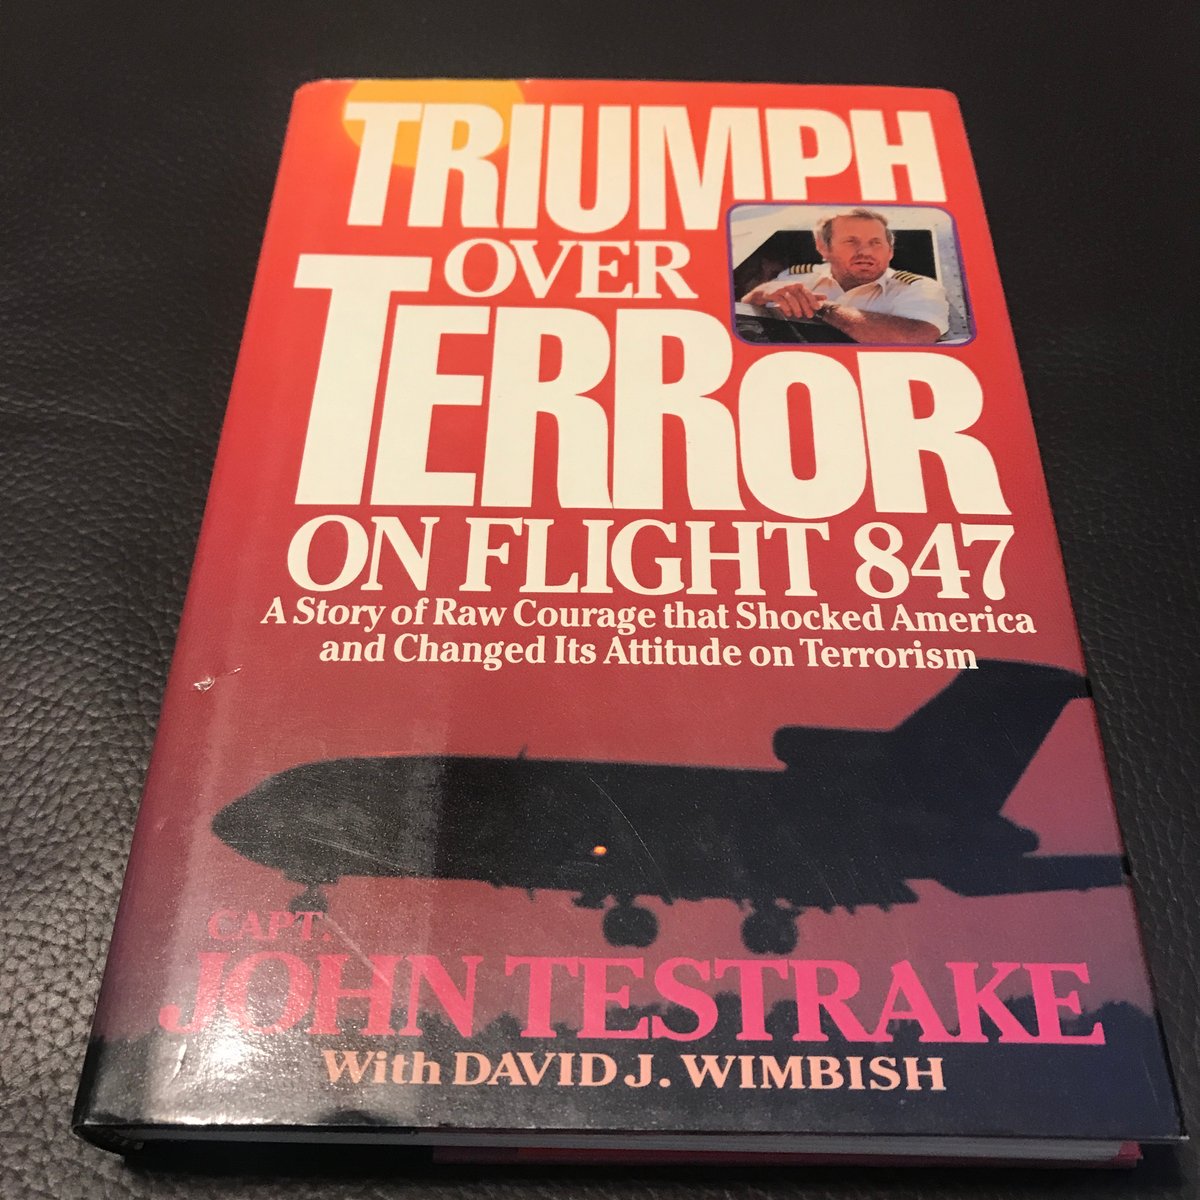 TRIUMPH
OVER
TERROR
ON FLIGHT 847
A Story of Raw Courage that Shocked America
and Changed Its Attitude on Terrorism
CAPT.
JOHN TESTRAKE
With DAVID J. WIMBISH